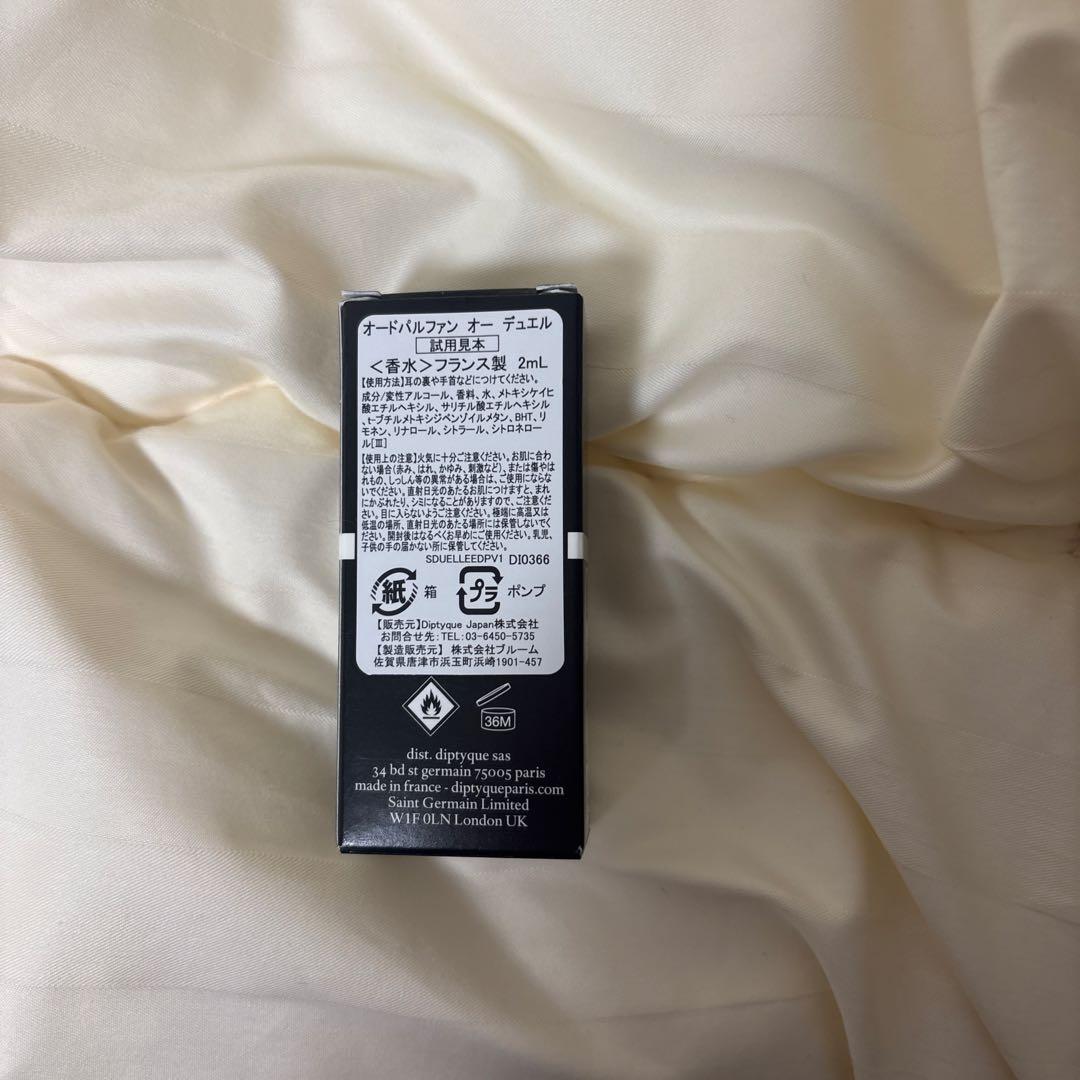 オードパルファン オー デュエル
試用見本
＜香水＞フランス製 2mL
【使用方法】耳の裏や手首などにつけてください。
成分/変性アルコール、香料、水、メトキシケイヒ
酸エチルヘキシル、サリチル酸エチルヘキシル
、t-ブチルメトキシジベンゾイルメタン、BHT、リ
モネン、リナロール、シトラール、シトロネロー
ル[Ⅲ]
【使用上の注意】火気に十分ご注意ください。お肌に合わ
ない場合(赤み、はれ、かゆみ、刺激など)、または傷やは
れもの、しっしん等の異常がある場合は、ご使用にならな
いでください。直射日光のあたるお肌につけますと、まれ
にかぶれたり、シミになることがありますので、ご注意くだ
さい。目に入らないようご注意ください。極端に高温又は
低温の場所、直射日光のあたる場所には保管しないでく
ださい。開封後はなるべくお早めにご使用ください。乳児、
子供の手の届かない所に保管してください。
SDUELLEEDPV1 DI0366
紙 箱 プラ ポンプ
【販売元】Diptyque Japan株式会社
お問合せ先:TEL:03-6450-5735
【製造販売元】 株式会社ブルーム
佐賀県唐津市浜玉町浜崎1901-457
36M
dist. diptyque sas
34 bd st germain 75005 paris
made in france - diptyqueparis.com
Saint Germain Limited
W1F 0LN London UK